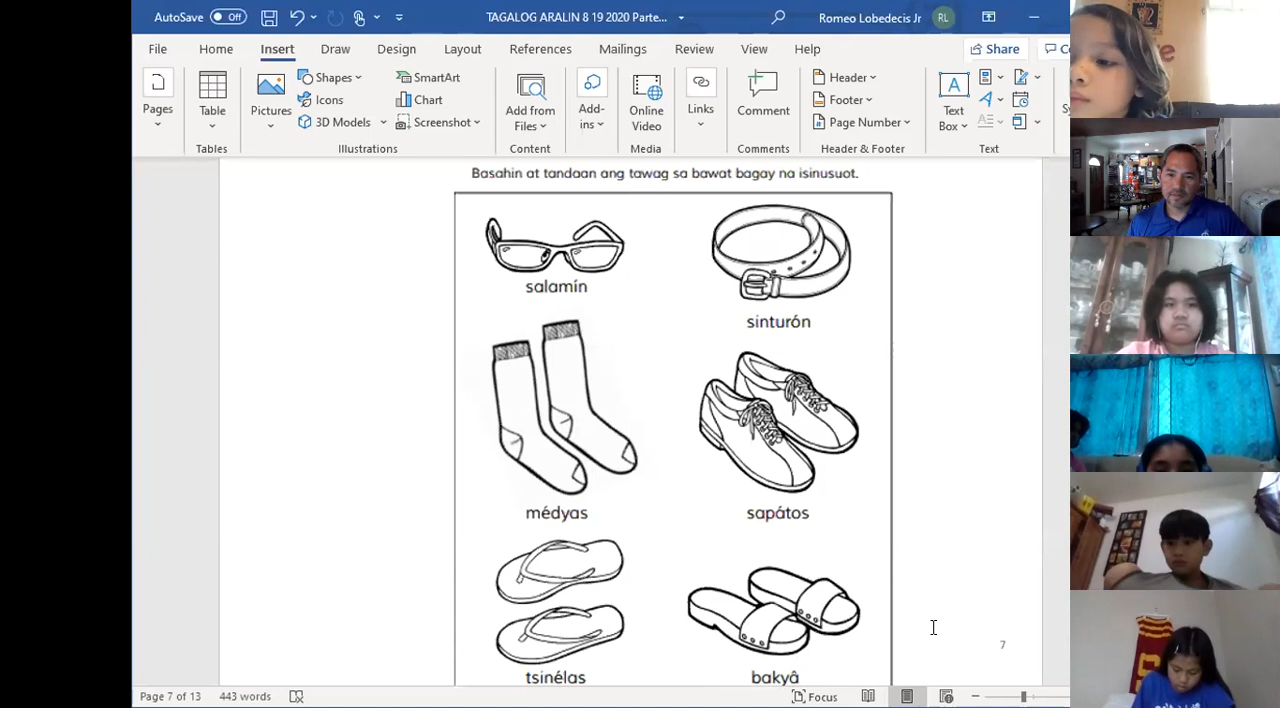 AutoSave Off TAGALOG ARALIN 8 19 2020 Parte... Romeo Lobedecis Jr RL
File Home Insert Draw Design Layout References Mailings Review View Help Share
Pages Table Pictures Shapes Icons 3D Models SmartArt Chart Screenshot Add from Files Add-ins Online Video Links Comment Header Footer Page Number Text Box
Tables Illustrations Content Media Comments Header & Footer Text
Basahin at tandaan ang tawag sa bawat bagay na isinusuot.
salamín
sinturón
médyas sapátos
tsinélas bakyâ
7
Page 7 of 13 443 words Focus